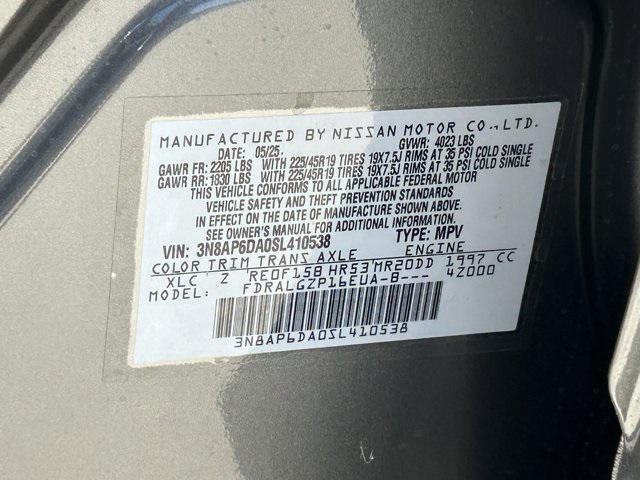 MANUFACTURED BY NISSAN MOTOR CO., LTD.
DATE: 05/25 GVWR: 4023 LBS
GAWR FR: 2205 LBS WITH 225/45R19 TIRES 19X7.5J RIMS AT 35 PSI COLD SINGLE
GAWR RR: 1830 LBS WITH 225/45R19 TIRES 19X7.5J RIMS AT 35 PSI COLD SINGLE
THIS VEHICLE CONFORMS TO ALL APPLICABLE FEDERAL MOTOR
VEHICLE SAFETY AND THEFT PREVENTION STANDARDS
IN EFFECT ON THE DATE OF MANUFACTURE SHOWN ABOVE.
SEE OWNER'S MANUAL FOR ADDITIONAL INFORMATION.
VIN: 3N8AP6DA0SL410538 TYPE: MPV
COLOR TRIM TRANS AXLE ENGINE
XLC Z RE0F15B HR53 MR20DD 1997 CC
MODEL: FDRALGZP16EUA-B--- 4Z000
3N8AP6DA0SL410538